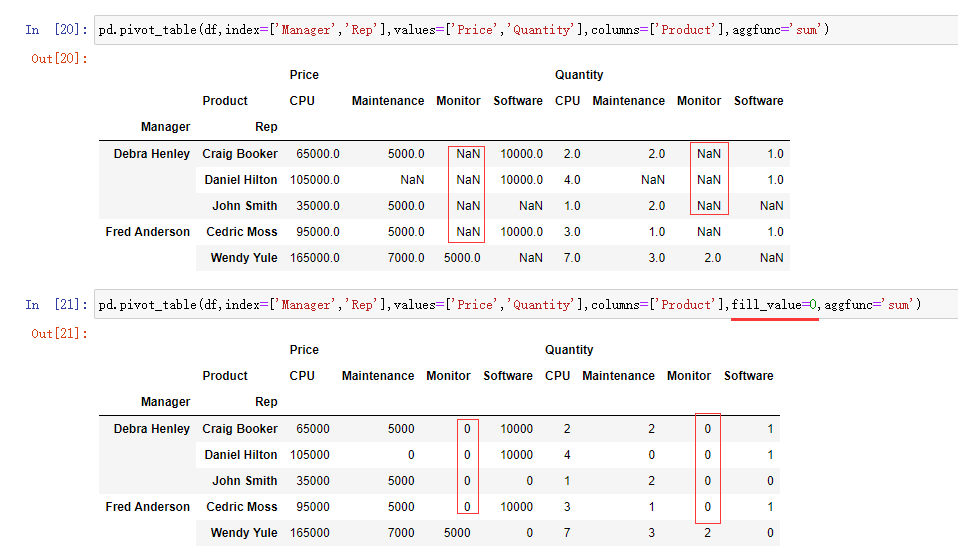 In [20]: pd.pivot_table(df,index=['Manager','Rep'],values=['Price','Quantity'],columns=['Product'],aggfunc='sum')
Out[20]:
Price Quantity
Product CPU Maintenance Monitor Software CPU Maintenance Monitor Software
Manager Rep
Debra Henley Craig Booker 65000.0 5000.0 NaN 10000.0 2.0 2.0 NaN 1.0
Daniel Hilton 105000.0 NaN NaN 10000.0 4.0 NaN NaN 1.0
John Smith 35000.0 5000.0 NaN NaN 1.0 2.0 NaN NaN
Fred Anderson Cedric Moss 95000.0 5000.0 NaN 10000.0 3.0 1.0 NaN 1.0
Wendy Yule 165000.0 7000.0 5000.0 NaN 7.0 3.0 2.0 NaN
In [21]: pd.pivot_table(df,index=['Manager','Rep'],values=['Price','Quantity'],columns=['Product'],fill_value=0,aggfunc='sum')
Out[21]:
Price Quantity
Product CPU Maintenance Monitor Software CPU Maintenance Monitor Software
Manager Rep
Debra Henley Craig Booker 65000 5000 0 10000 2 2 0 1
Daniel Hilton 105000 0 0 10000 4 0 0 1
John Smith 35000 5000 0 0 1 2 0 0
Fred Anderson Cedric Moss 95000 5000 0 10000 3 1 0 1
Wendy Yule 165000 7000 5000 0 7 3 2 0